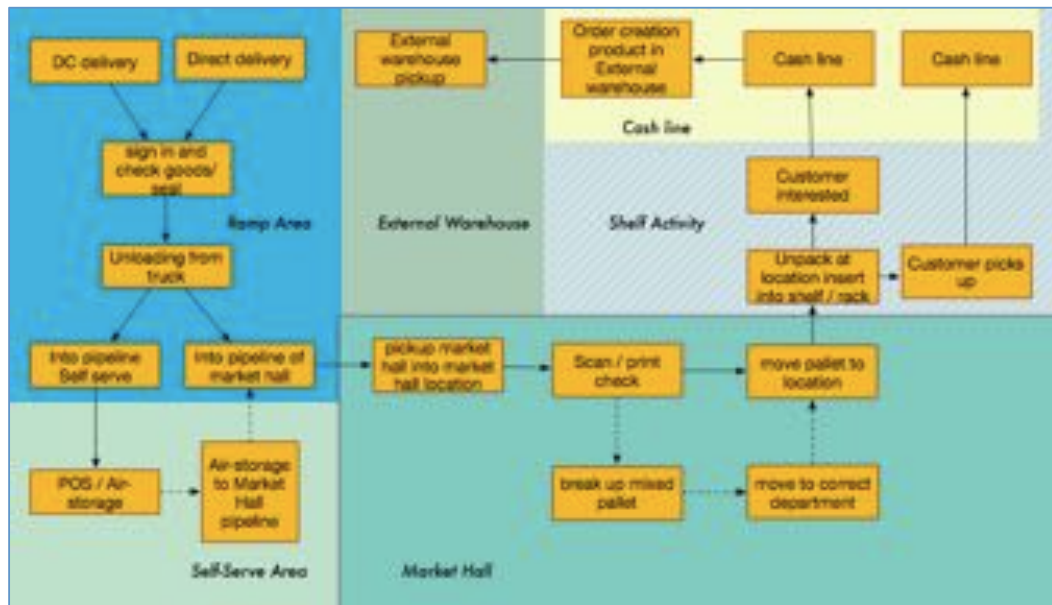 DC delivery
Direct delivery
External
warehouse
pickup
Order creation
product in
External
warehouse
Cash line
Cash line
Cash line
sign in and
check goods/
seal
Customer
interested
Ramp Area
External Warehouse
Shelf Activity
Unloading from
truck
Unpack at
location insert
into shelf / rack
Customer picks
up
Into pipeline
Self serve
Into pipeline of
market hall
pickup market
hall into market
hall location
Scan / print
check
move pallet to
location
POS / Air-
storage
Air-storage
to Market
Hall
pipeline
break up mixed
pallet
move to correct
department
Self-Serve Area
Market Hall